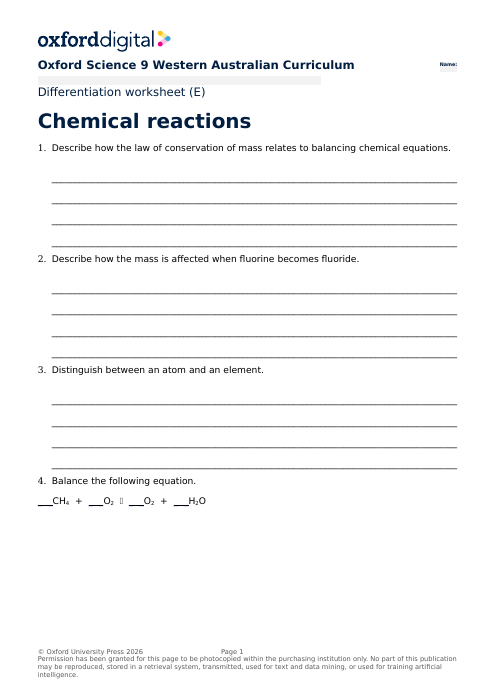 oxforddigital
Oxford Science 9 Western Australian Curriculum
Name:
Differentiation worksheet (E)
Chemical reactions
1. Describe how the law of conservation of mass relates to balancing chemical equations.
2. Describe how the mass is affected when fluorine becomes fluoride.
3. Distinguish between an atom and an element.
4. Balance the following equation.
___CH₄ + ___O₂ ▯ ___O₂ + ___H₂O
© Oxford University Press 2026 Page 1
Permission has been granted for this page to be photocopied within the purchasing institution only. No part of this publication
may be reproduced, stored in a retrieval system, transmitted, used for text and data mining, or used for training artificial
intelligence.